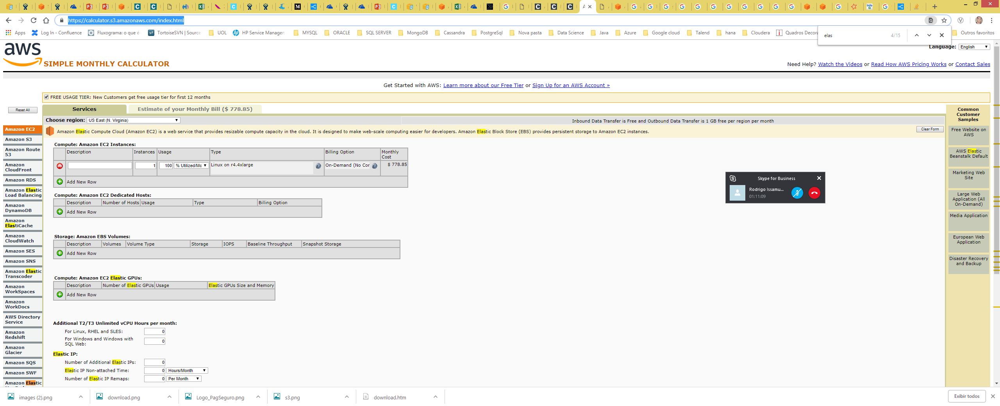 https://calculator.s3.amazonaws.com/index.html
Apps
Log In - Confluence
Fluxograma: o que é
TortoiseSVN | Source
UOL
HP Service Manager:
MYSQL
ORACLE
SQL SERVER
MongoDB
Cassandra
PostgreSql
Nova pasta
Data Science
Java
Azure
Google cloud
Talend
hana
Cloudera
Quadros Decora
Outros favoritos
elas
4/15
aws
SIMPLE MONTHLY CALCULATOR
Language: English
Need Help? Watch the Videos or Read How AWS Pricing Works or Contact Sales
Get Started with AWS: Learn more about our Free Tier or Sign Up for an AWS Account »
FREE USAGE TIER: New Customers get free usage tier for first 12 months
Reset All
Services
Estimate of your Monthly Bill ($ 778.85)
Choose region: US East (N. Virginia)
Inbound Data Transfer is Free and Outbound Data Transfer is 1 GB free per region per month
Amazon Elastic Compute Cloud (Amazon EC2) is a web service that provides resizable compute capacity in the cloud. It is designed to make web-scale computing easier for developers. Amazon Elastic Block Store (EBS) provides persistent storage to Amazon EC2 instances.
Clear Form
Amazon EC2
Amazon S3
Amazon Route
53
Amazon
CloudFront
Amazon RDS
Amazon Elastic
Load Balancing
Amazon
DynamoDB
Amazon
ElastiCache
Amazon
CloudWatch
Amazon SES
Amazon SNS
Amazon Elastic
Transcoder
Amazon
WorkSpaces
Amazon
WorkDocs
AWS Directory
Service
Amazon
Redshift
Amazon
Glacier
Amazon SQS
Amazon SWF
Amazon Elastic
Compute: Amazon EC2 Instances:
Description Instances Usage Type Billing Option Monthly
Cost
1 100 % Utilized/Mo Linux on r4.4xlarge On-Demand (No Cor $ 778.85
Add New Row
Compute: Amazon EC2 Dedicated Hosts:
Description Number of Hosts Usage Type Billing Option
Add New Row
Storage: Amazon EBS Volumes:
Description Volumes Volume Type Storage IOPS Baseline Throughput Snapshot Storage
Add New Row
Compute: Amazon EC2 Elastic GPUs:
Description Number of Elastic GPUs Usage Elastic GPUs Size and Memory
Add New Row
Additional T2/T3 Unlimited vCPU Hours per month:
For Linux, RHEL and SLES: 0
For Windows and Windows with
SQL Web: 0
Elastic IP:
Number of Additional Elastic IPs: 0
Elastic IP Non-attached Time: 0 Hours/Month
Number of Elastic IP Remaps: 0 Per Month
Skype for Business
Rodrigo Issamu...
01:11:09
Common
Customer
Samples
Free Website on
AWS
AWS Elastic
Beanstalk Default
Marketing Web
Site
Large Web
Application (All
On-Demand)
Media Application
European Web
Application
Disaster Recovery
and Backup
images (2).png
download.png
Logo_PagSeguro.png
s3.png
download.htm
Exibir todos